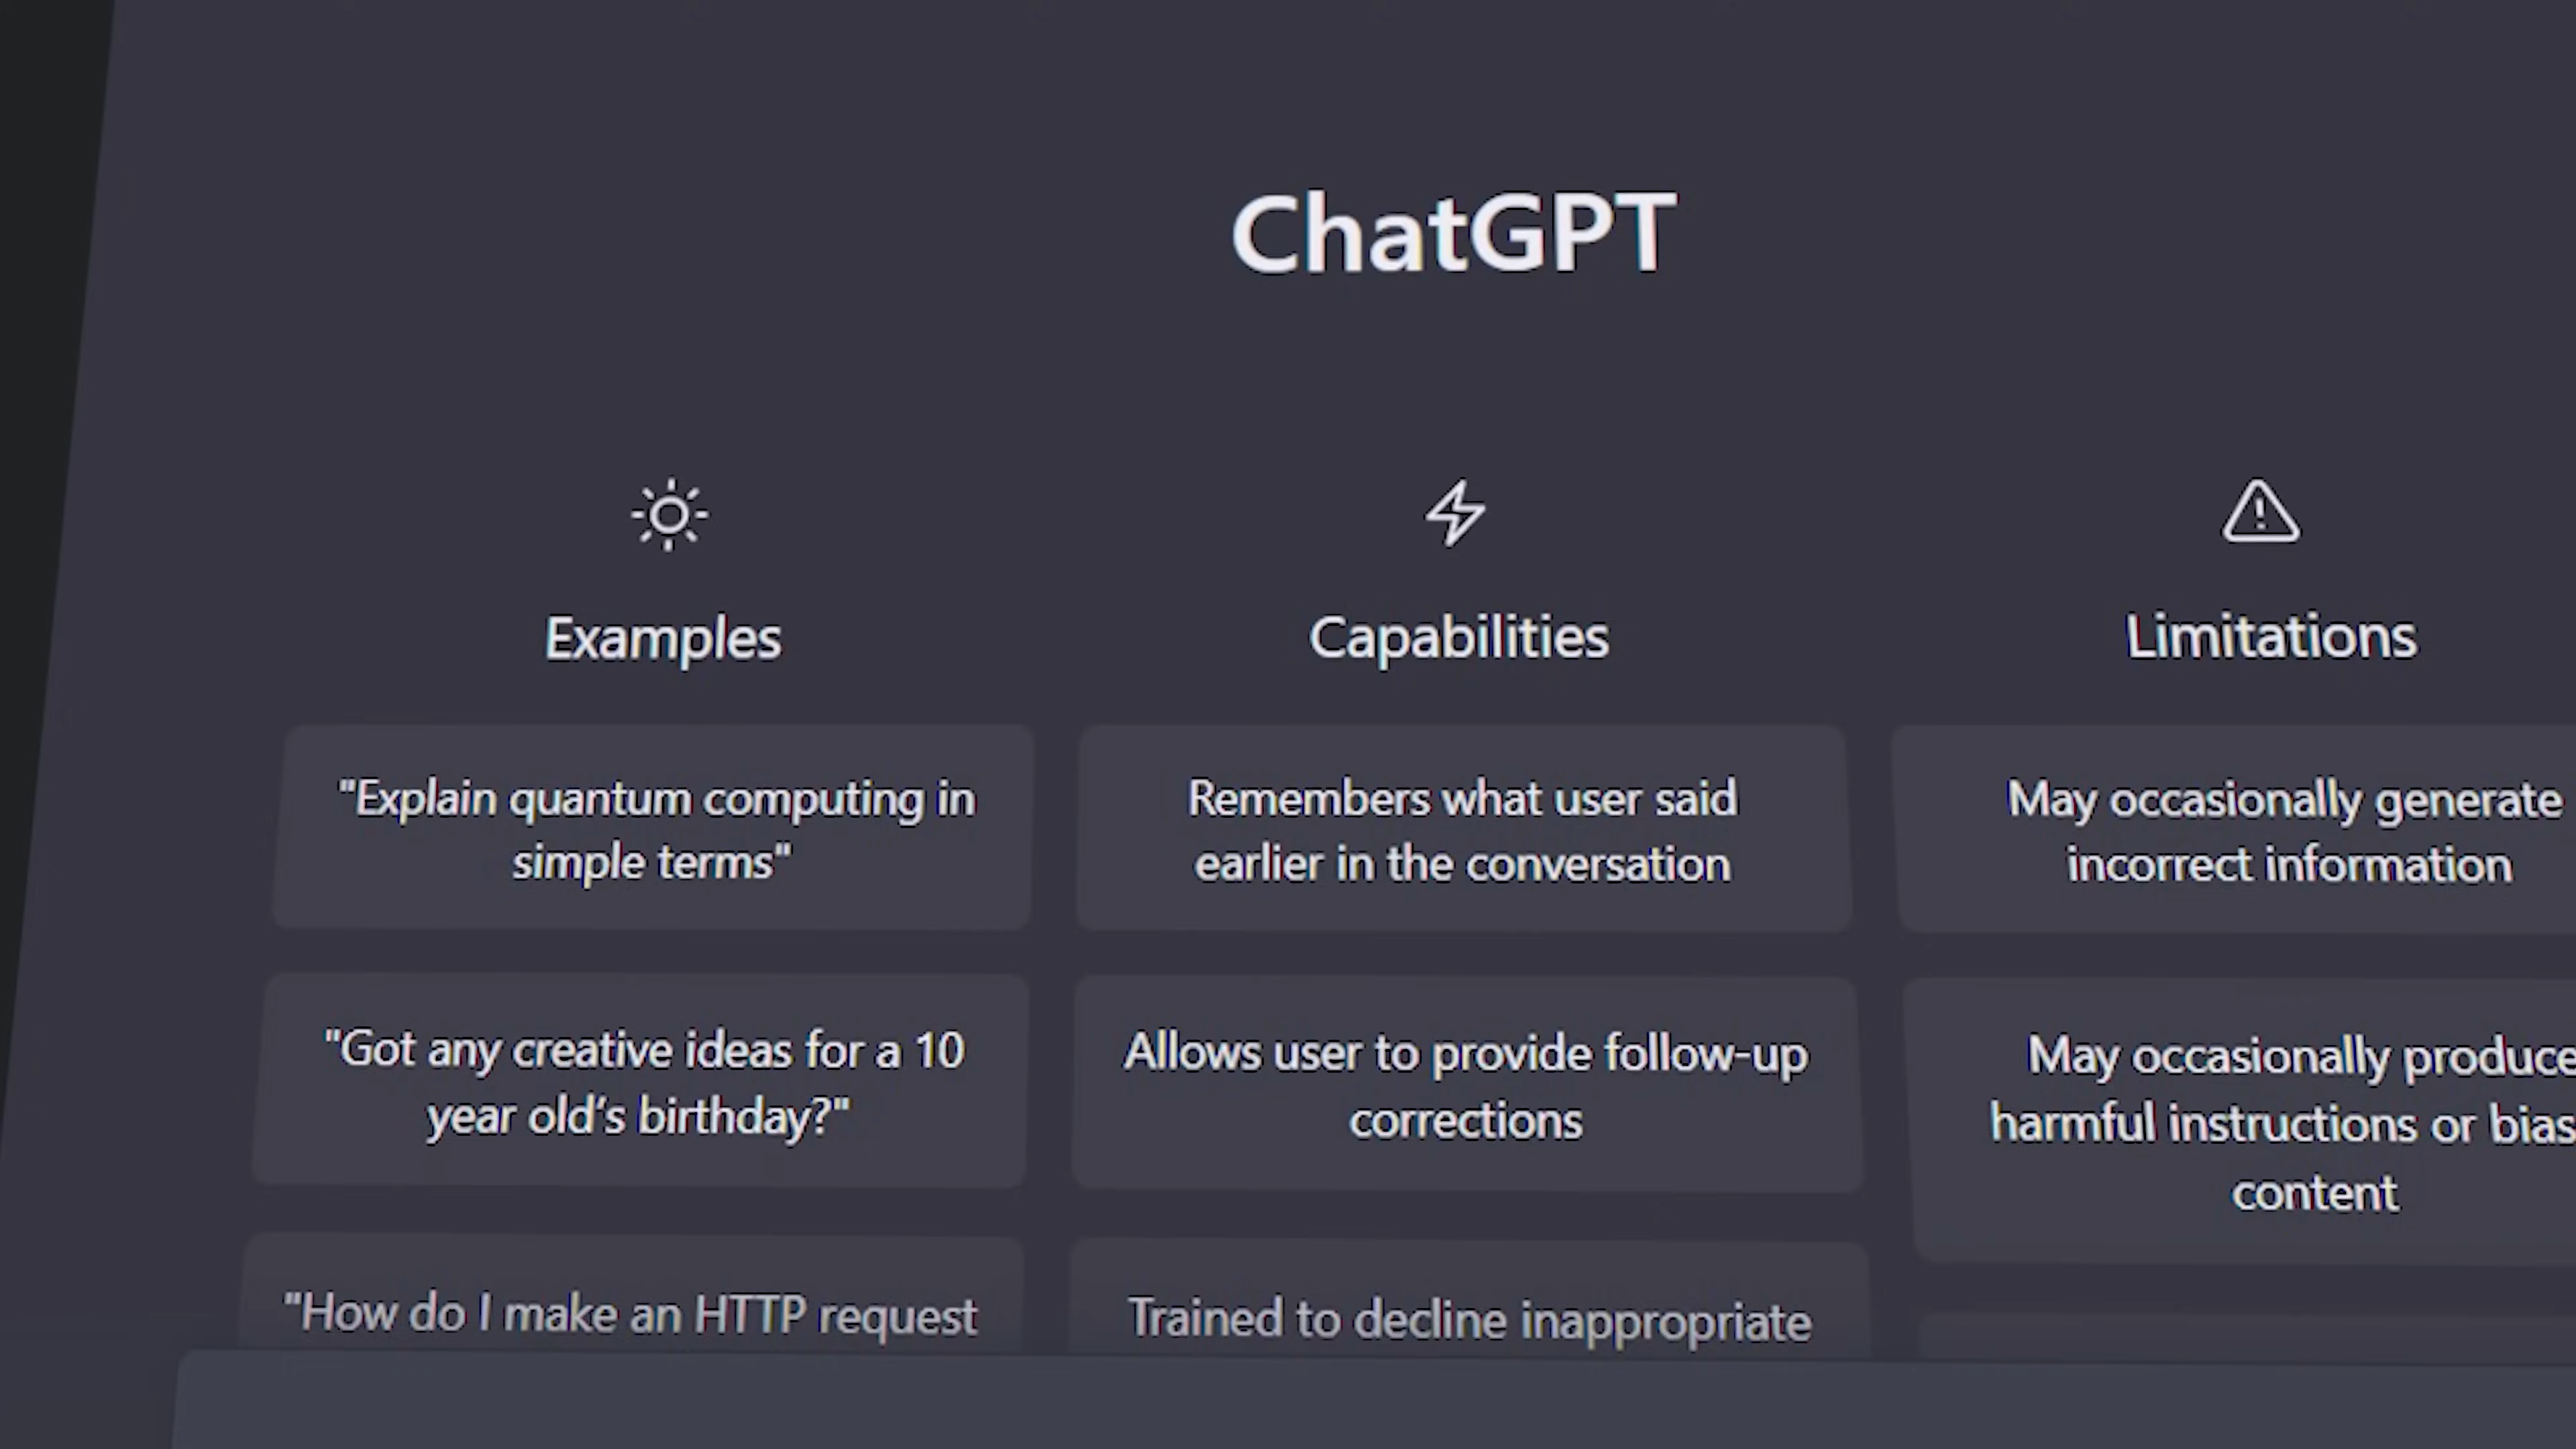 ChatGPT
Examples
Capabilities
Limitations
"Explain quantum computing in
simple terms"
Remembers what user said
earlier in the conversation
May occasionally generate
incorrect information
"Got any creative ideas for a 10
year old's birthday?"
Allows user to provide follow-up
corrections
May occasionally produce
harmful instructions or bias
content
"How do I make an HTTP request
Trained to decline inappropriate